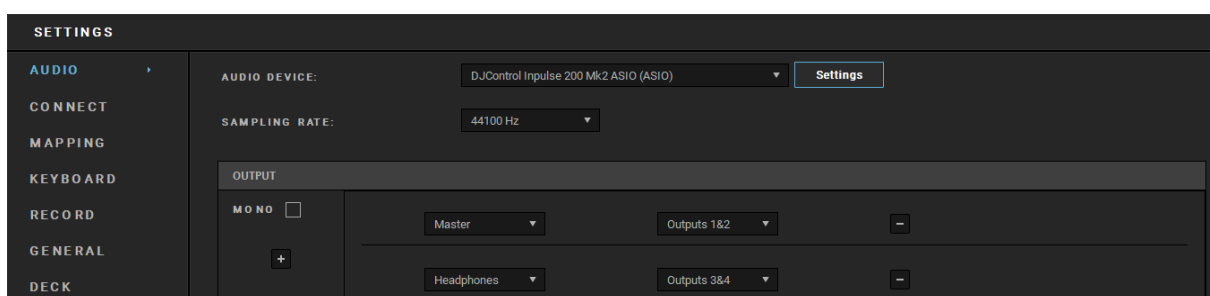 SETTINGS
AUDIO
AUDIO DEVICE:
DJControl Inpulse 200 Mk2 ASIO (ASIO)
Settings
CONNECT
SAMPLING RATE:
44100 Hz
MAPPING
KEYBOARD
OUTPUT
RECORD
MONO
Master
Outputs 1&2
GENERAL
DECK
Headphones
Outputs 3&4